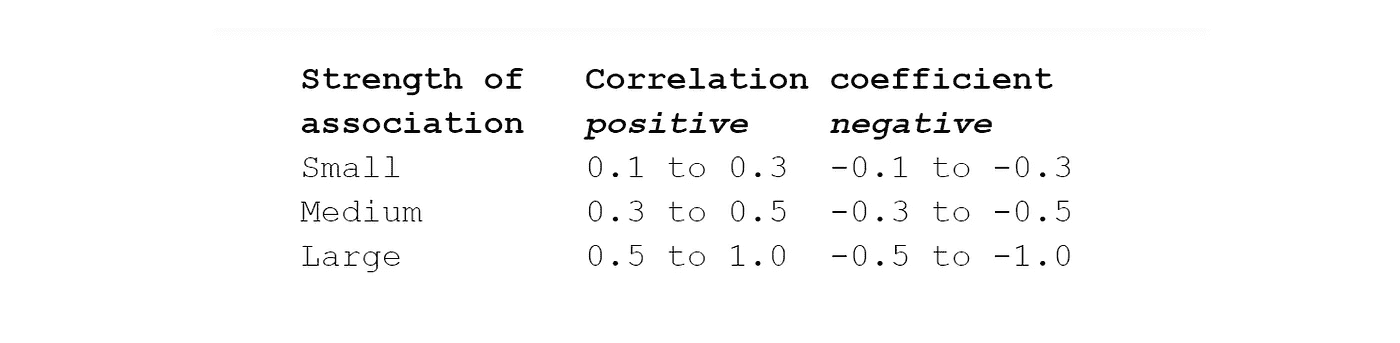 Strength of Correlation coefficient
association positive negative
Small 0.1 to 0.3 -0.1 to -0.3
Medium 0.3 to 0.5 -0.3 to -0.5
Large 0.5 to 1.0 -0.5 to -1.0